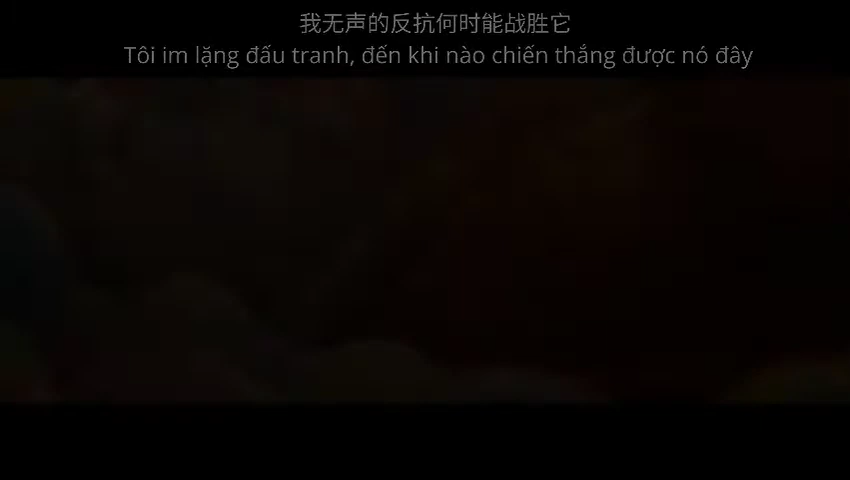 我无声的反抗何时能战胜它
Tôi im lặng đấu tranh, đến khi nào chiến thắng được nó đây